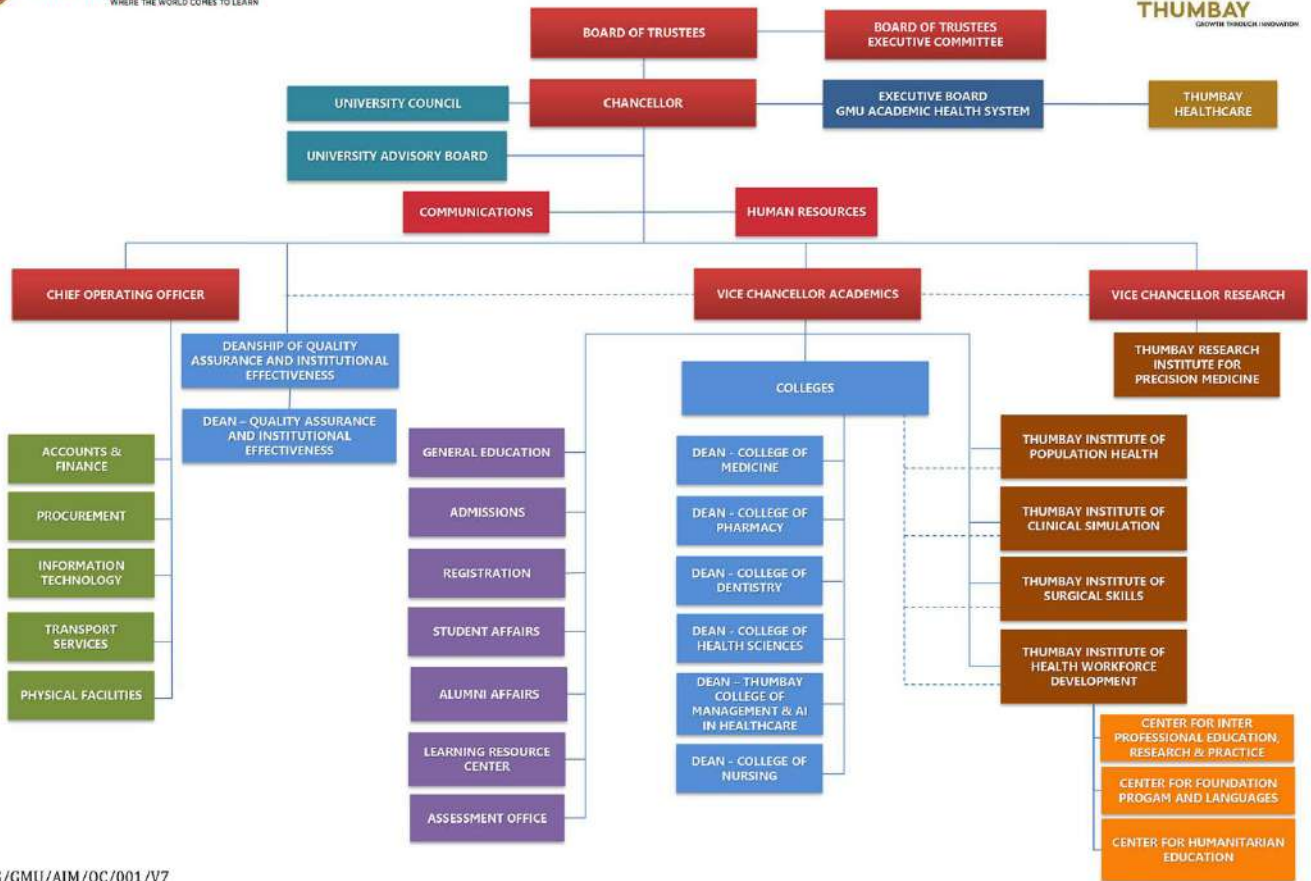 WHERE THE WORLD COMES TO LEARN
THUMBAY
GROWTH THROUGH INNOVATION
BOARD OF TRUSTEES
BOARD OF TRUSTEES
EXECUTIVE COMMITTEE
UNIVERSITY COUNCIL
CHANCELLOR
EXECUTIVE BOARD
GMU ACADEMIC HEALTH SYSTEM
THUMBAY
HEALTHCARE
UNIVERSITY ADVISORY BOARD
COMMUNICATIONS
HUMAN RESOURCES
CHIEF OPERATING OFFICER
VICE CHANCELLOR ACADEMICS
VICE CHANCELLOR RESEARCH
DEANSHIP OF QUALITY
ASSURANCE AND INSTITUTIONAL
EFFECTIVENESS
THUMBAY RESEARCH
INSTITUTE FOR
PRECISION MEDICINE
COLLEGES
DEAN – QUALITY ASSURANCE
AND INSTITUTIONAL
EFFECTIVENESS
ACCOUNTS &
FINANCE
PROCUREMENT
INFORMATION
TECHNOLOGY
TRANSPORT
SERVICES
PHYSICAL FACILITIES
GENERAL EDUCATION
ADMISSIONS
REGISTRATION
STUDENT AFFAIRS
ALUMNI AFFAIRS
LEARNING RESOURCE
CENTER
ASSESSMENT OFFICE
DEAN - COLLEGE OF
MEDICINE
DEAN - COLLEGE OF
PHARMACY
DEAN - COLLEGE OF
DENTISTRY
DEAN - COLLEGE OF
HEALTH SCIENCES
DEAN – THUMBAY
COLLEGE OF
MANAGEMENT & AI
IN HEALTHCARE
DEAN - COLLEGE OF
NURSING
THUMBAY INSTITUTE OF
POPULATION HEALTH
THUMBAY INSTITUTE OF
CLINICAL SIMULATION
THUMBAY INSTITUTE OF
SURGICAL SKILLS
THUMBAY INSTITUTE OF
HEALTH WORKFORCE
DEVELOPMENT
CENTER FOR INTER
PROFESSIONAL EDUCATION,
RESEARCH & PRACTICE
CENTER FOR FOUNDATION
PROGAM AND LANGUAGES
CENTER FOR HUMANITARIAN
EDUCATION
/GMU/AIM/OC/001/V7